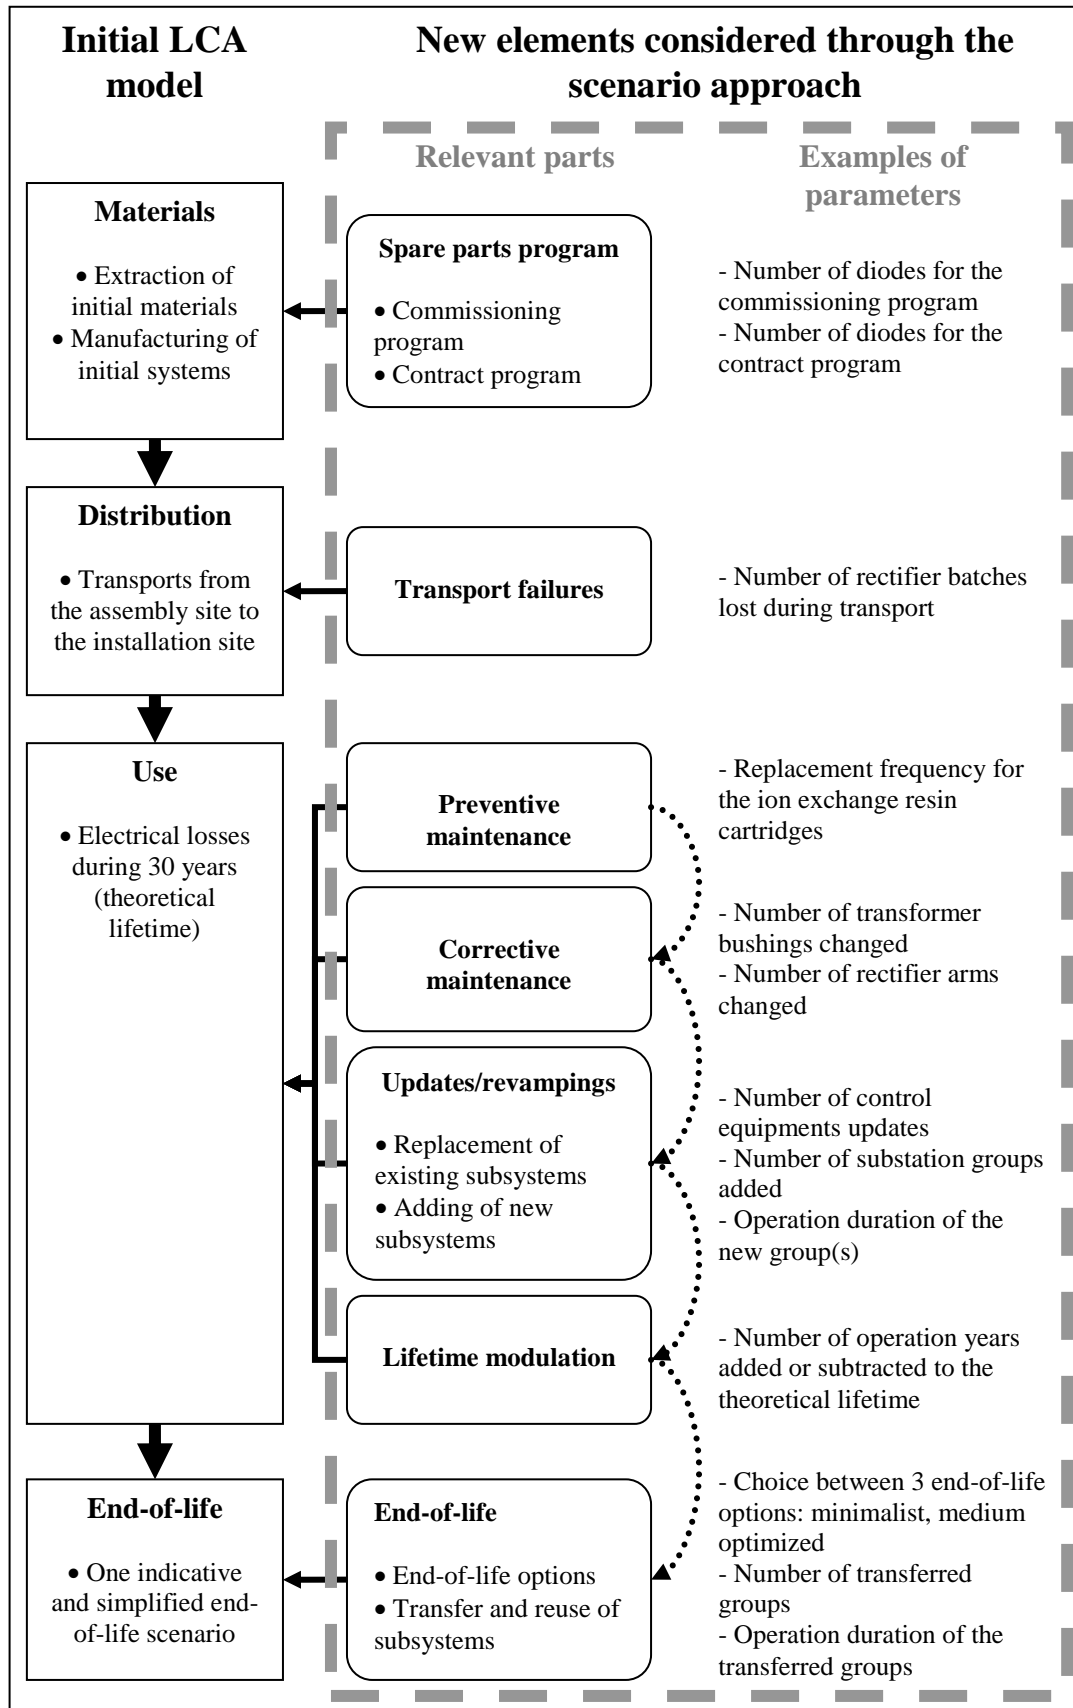 Initial LCA
model
New elements considered through the
scenario approach
Relevant parts
Examples of
parameters
Materials
• Extraction of
initial materials
• Manufacturing of
initial systems
Spare parts program
• Commissioning
program
• Contract program
- Number of diodes for the
commissioning program
- Number of diodes for the
contract program
Distribution
• Transports from
the assembly site to
the installation site
Transport failures
- Number of rectifier batches
lost during transport
Use
• Electrical losses
during 30 years
(theoretical
lifetime)
Preventive
maintenance
- Replacement frequency for
the ion exchange resin
cartridges
Corrective
maintenance
- Number of transformer
bushings changed
- Number of rectifier arms
changed
Updates/revampings
• Replacement of
existing subsystems
• Adding of new
subsystems
- Number of control
equipments updates
- Number of substation groups
added
- Operation duration of the
new group(s)
Lifetime modulation
- Number of operation years
added or subtracted to the
theoretical lifetime
End-of-life
• One indicative
and simplified end-
of-life scenario
End-of-life
• End-of-life options
• Transfer and reuse of
subsystems
- Choice between 3 end-of-life
options: minimalist, medium
optimized
- Number of transferred
groups
- Operation duration of the
transferred groups